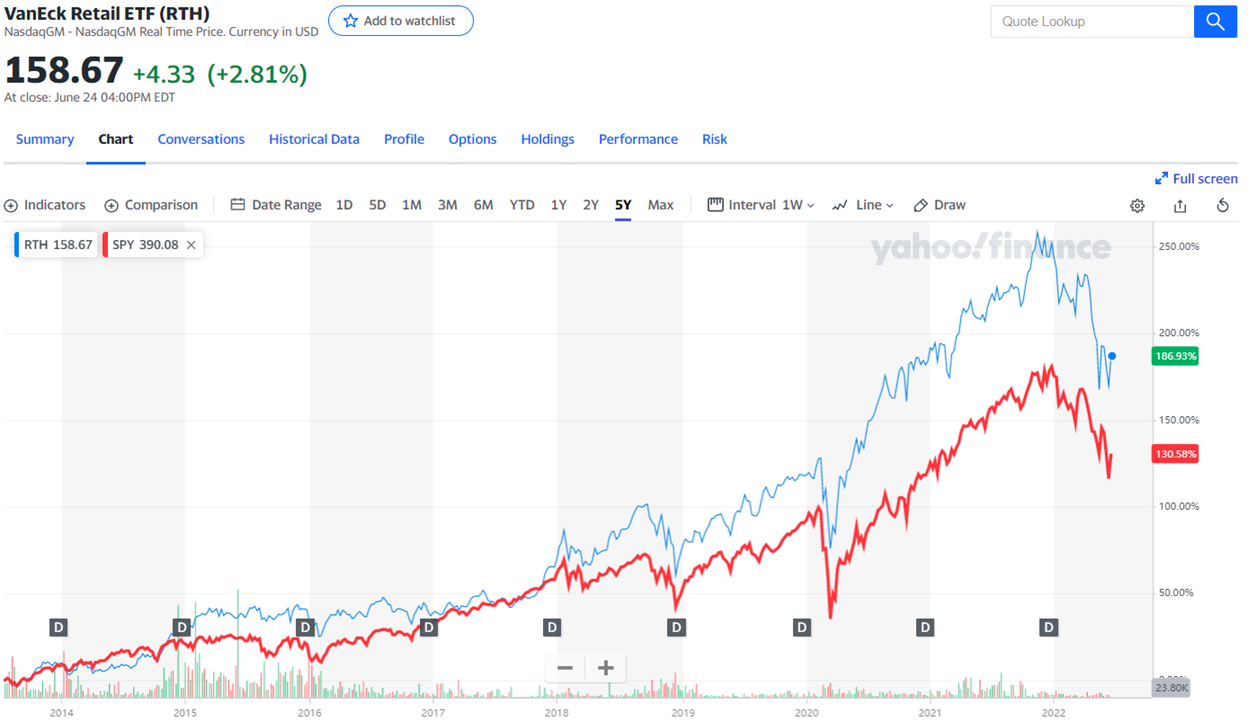 VanEck Retail ETF (RTH)
Add to watchlist
Quote Lookup
NasdaqGM - NasdaqGM Real Time Price. Currency in USD
158.67 +4.33 (+2.81%)
At close: June 24 04:00PM EDT
Summary Chart Conversations Historical Data Profile Options Holdings Performance Risk
Full screen
Indicators Comparison Date Range 1D 5D 1M 3M 6M YTD 1Y 2Y 5Y Max Interval 1W Line Draw
RTH 158.67 SPY 390.08
yahoo!finance
250.00%
200.00%
186.93%
150.00%
130.58%
100.00%
50.00%
D D D D D D D D D
23.80K
2014 2015 2016 2017 2018 2019 2020 2021 2022